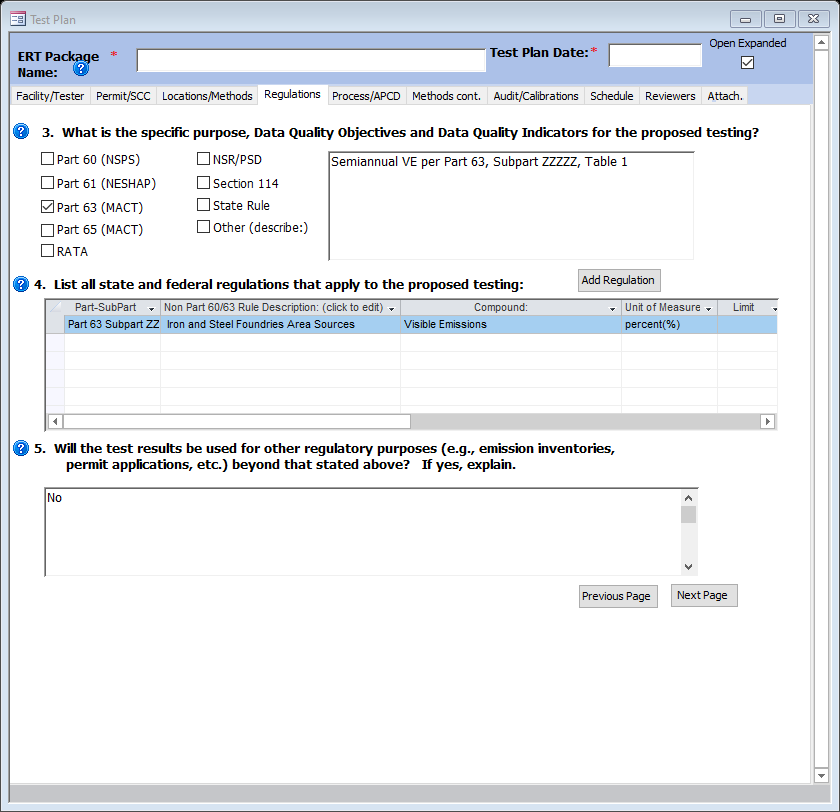 Test Plan
ERT Package * Test Plan Date:* Open Expanded
Name: ?
Facility/Tester Permit/SCC Locations/Methods Regulations Process/APCD Methods cont. Audit/Calibrations Schedule Reviewers Attach.
? 3. What is the specific purpose, Data Quality Objectives and Data Quality Indicators for the proposed testing?
Part 60 (NSPS) NSR/PSD Semiannual VE per Part 63, Subpart ZZZZZ, Table 1
Part 61 (NESHAP) Section 114
Part 63 (MACT) State Rule
Part 65 (MACT) Other (describe:)
RATA
? 4. List all state and federal regulations that apply to the proposed testing: Add Regulation
Part-SubPart Non Part 60/63 Rule Description: (click to edit) Compound: Unit of Measure Limit
Part 63 Subpart ZZ Iron and Steel Foundries Area Sources Visible Emissions percent(%)
? 5. Will the test results be used for other regulatory purposes (e.g., emission inventories,
permit applications, etc.) beyond that stated above? If yes, explain.
No
Previous Page Next Page